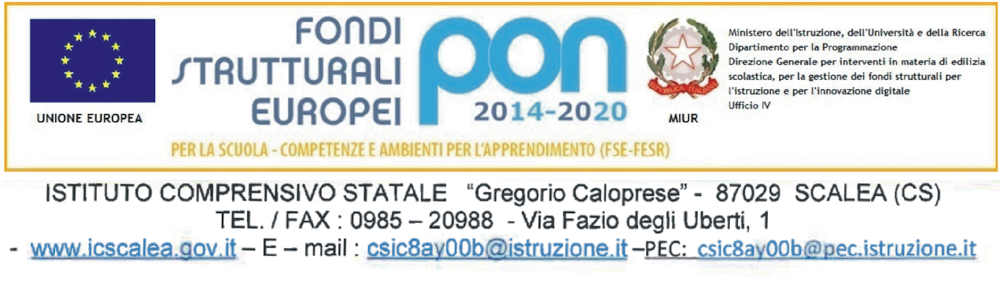 FONDI
STRUTTURALI
EUROPEI
pon
2014-2020
UNIONE EUROPEA
REPUBBLICA ITALIANA
MIUR
Ministero dell'Istruzione, dell'Università e della Ricerca
Dipartimento per la Programmazione
Direzione Generale per interventi in materia di edilizia
scolastica, per la gestione dei fondi strutturali per
l'istruzione e per l'innovazione digitale
Ufficio IV
PER LA SCUOLA - COMPETENZE E AMBIENTI PER L'APPRENDIMENTO (FSE-FESR)
ISTITUTO COMPRENSIVO STATALE “Gregorio Caloprese” - 87029 SCALEA (CS)
TEL. / FAX : 0985 – 20988 - Via Fazio degli Uberti, 1
- www.icscalea.gov.it – E – mail : csic8ay00b@istruzione.it –PEC: csic8ay00b@pec.istruzione.it